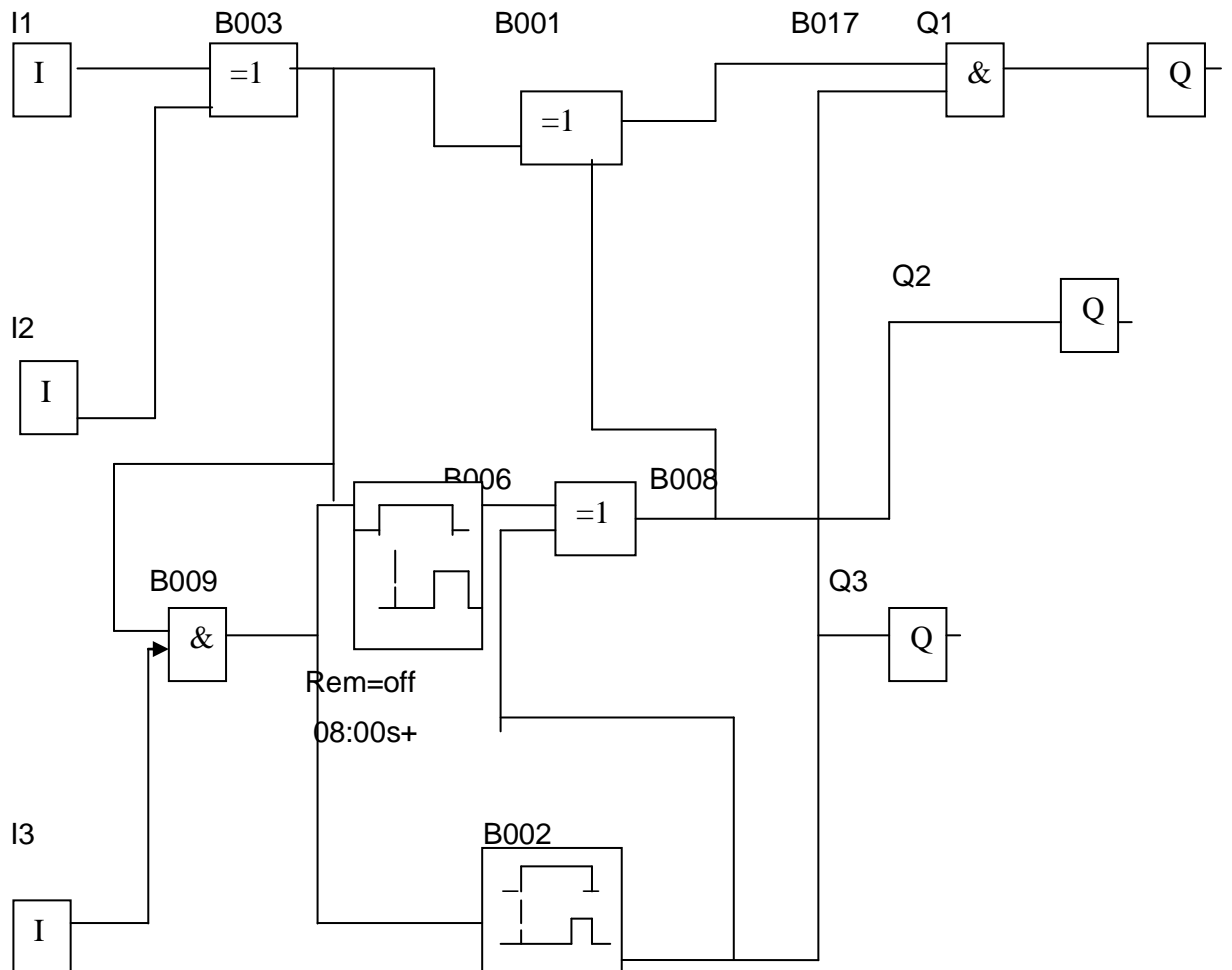 I1 B003 B001 B017 Q1
I =1 & Q
=1
Q2
Q
I2
I
B006 B008
=1
B009 Q3
& Q
Rem=off
08:00s+
I3 B002
I